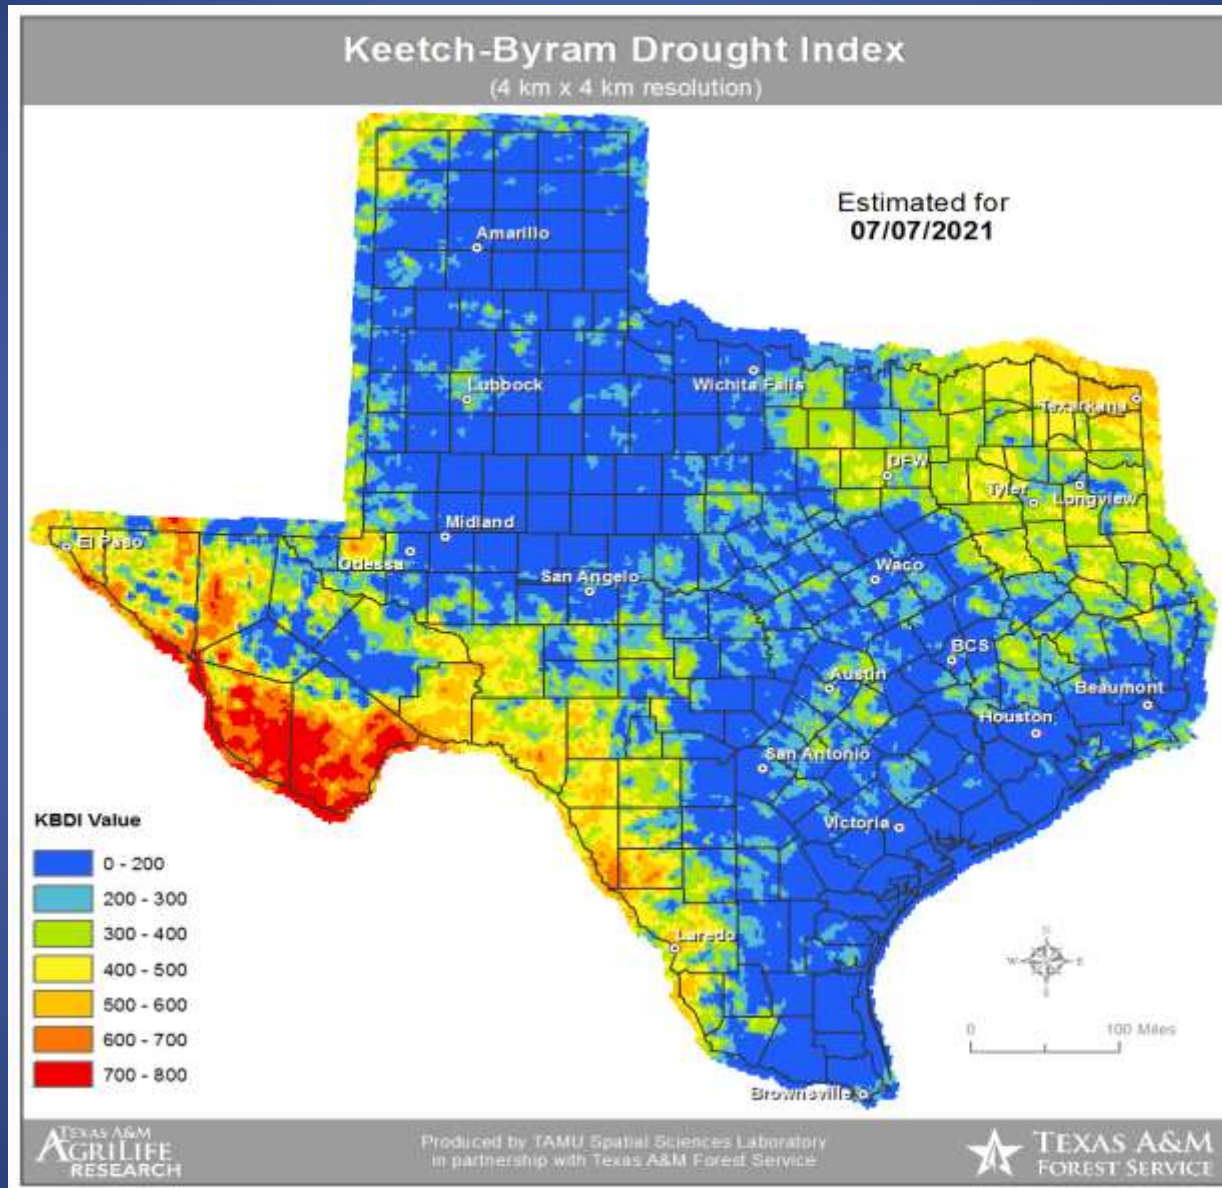 Keetch-Byram Drought Index
(4 km x 4 km resolution)
Estimated for
07/07/2021
Amarillo
Lubbock
Wichita Falls
Texarkana
DFW
Tyler
Longview
Midland
El Paso
Odessa
San Angelo
Waco
BCS
Austin
Beaumont
Houston
San Antonio
Victoria
Laredo
Brownsville
KBDI Value
0 - 200
200 - 300
300 - 400
400 - 500
500 - 600
600 - 700
700 - 800
N
W E
S
0 100 Miles
TEXAS A&M
AGRILIFE
RESEARCH
Produced by TAMU Spatial Sciences Laboratory
in partnership with Texas A&M Forest Service
TEXAS A&M
FOREST SERVICE